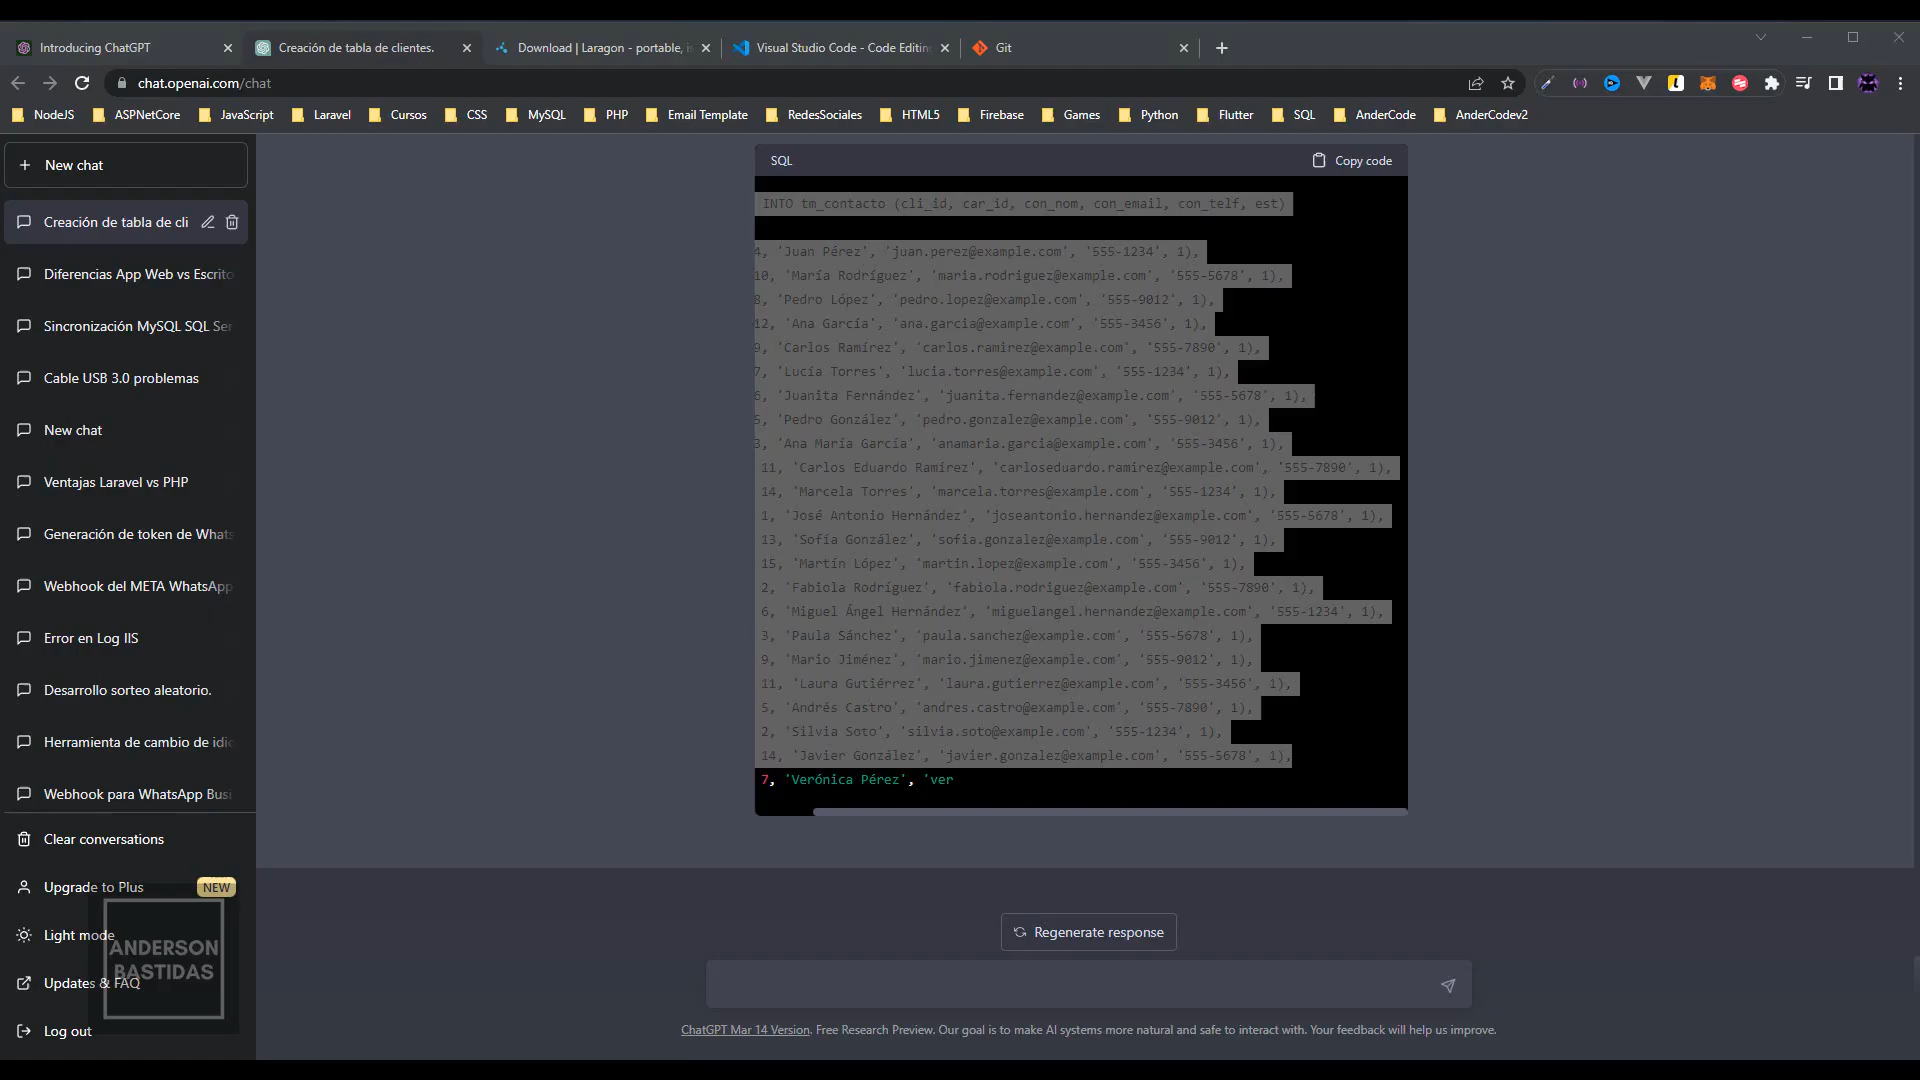 Introducing ChatGPT
Creación de tabla de clientes.
Download | Laragon - portable, is
Visual Studio Code - Code Editin
Git
chat.openai.com/chat
NodeJS
ASPNetCore
JavaScript
Laravel
Cursos
CSS
MySQL
PHP
Email Template
RedesSociales
HTML5
Firebase
Games
Python
Flutter
SQL
AnderCode
AnderCodev2
New chat
Creación de tabla de cli
Diferencias App Web vs Escrito
Sincronización MySQL SQL Ser
Cable USB 3.0 problemas
New chat
Ventajas Laravel vs PHP
Generación de token de Whats
Webhook del META WhatsApp
Error en Log IIS
Desarrollo sorteo aleatorio.
Herramienta de cambio de idio
Webhook para WhatsApp Busi
Clear conversations
Upgrade to Plus NEW
Light mode
Updates & FAQ
Log out
ANDERSON
BASTIDAS
SQL
Copy code
INTO tm_contacto (cli_id, car_id, con_nom, con_email, con_telf, est)
4, 'Juan Pérez', 'juan.perez@example.com', '555-1234', 1),
10, 'María Rodríguez', 'maria.rodriguez@example.com', '555-5678', 1),
8, 'Pedro López', 'pedro.lopez@example.com', '555-9012', 1),
12, 'Ana García', 'ana.garcia@example.com', '555-3456', 1),
9, 'Carlos Ramírez', 'carlos.ramirez@example.com', '555-7890', 1),
7, 'Lucía Torres', 'lucia.torres@example.com', '555-1234', 1),
6, 'Juanita Fernández', 'juanita.fernandez@example.com', '555-5678', 1),
5, 'Pedro González', 'pedro.gonzalez@example.com', '555-9012', 1),
3, 'Ana María García', 'anamaria.garcia@example.com', '555-3456', 1),
11, 'Carlos Eduardo Ramírez', 'carloseduardo.ramirez@example.com', '555-7890', 1),
14, 'Marcela Torres', 'marcela.torres@example.com', '555-1234', 1),
1, 'José Antonio Hernández', 'joseantonio.hernandez@example.com', '555-5678', 1),
13, 'Sofía González', 'sofia.gonzalez@example.com', '555-9012', 1),
15, 'Martín López', 'martin.lopez@example.com', '555-3456', 1),
2, 'Fabiola Rodríguez', 'fabiola.rodriguez@example.com', '555-7890', 1),
6, 'Miguel Ángel Hernández', 'miguelangel.hernandez@example.com', '555-1234', 1),
3, 'Paula Sánchez', 'paula.sanchez@example.com', '555-5678', 1),
9, 'Mario Jiménez', 'mario.jimenez@example.com', '555-9012', 1),
11, 'Laura Gutiérrez', 'laura.gutierrez@example.com', '555-3456', 1),
5, 'Andrés Castro', 'andres.castro@example.com', '555-7890', 1),
2, 'Silvia Soto', 'silvia.soto@example.com', '555-1234', 1),
14, 'Javier González', 'javier.gonzalez@example.com', '555-5678', 1),
7, 'Verónica Pérez', 'ver
Regenerate response
ChatGPT Mar 14 Version. Free Research Preview. Our goal is to make AI systems more natural and safe to interact with. Your feedback will help us improve.